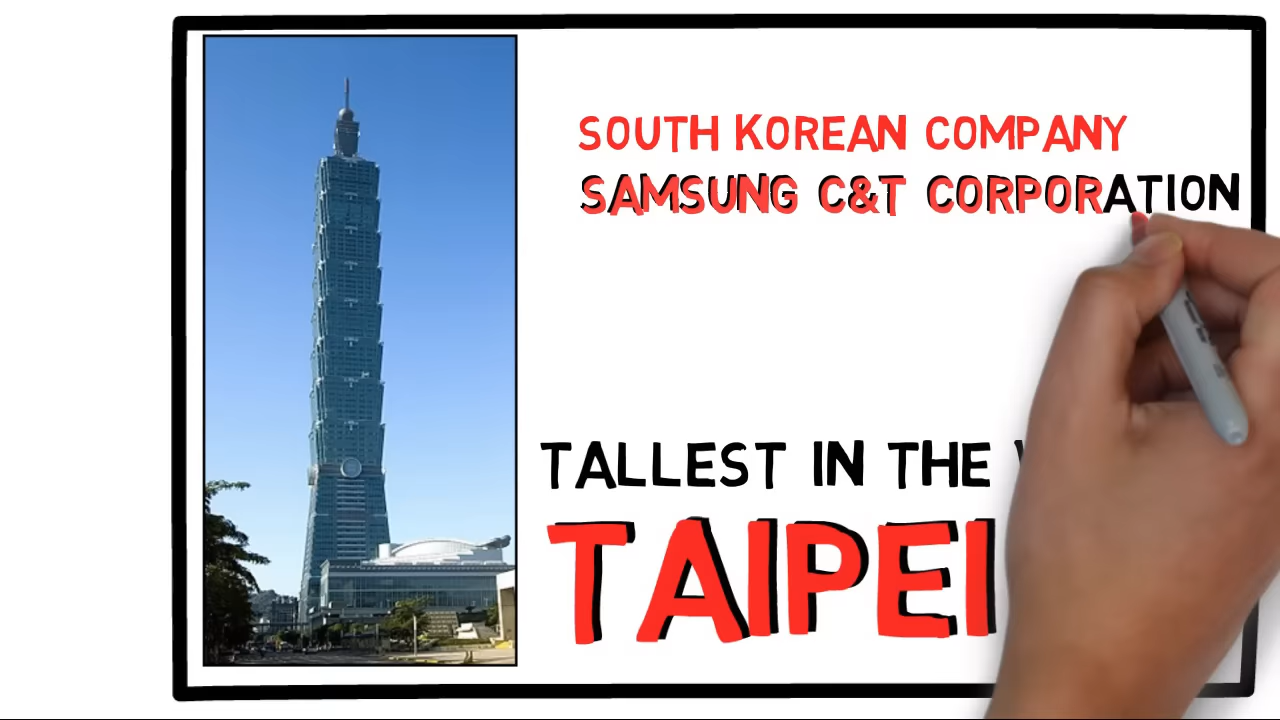 SOUTH KOREAN COMPANY
SAMSUNG C&T CORPORATION
TALLEST IN THE
TAIPEI